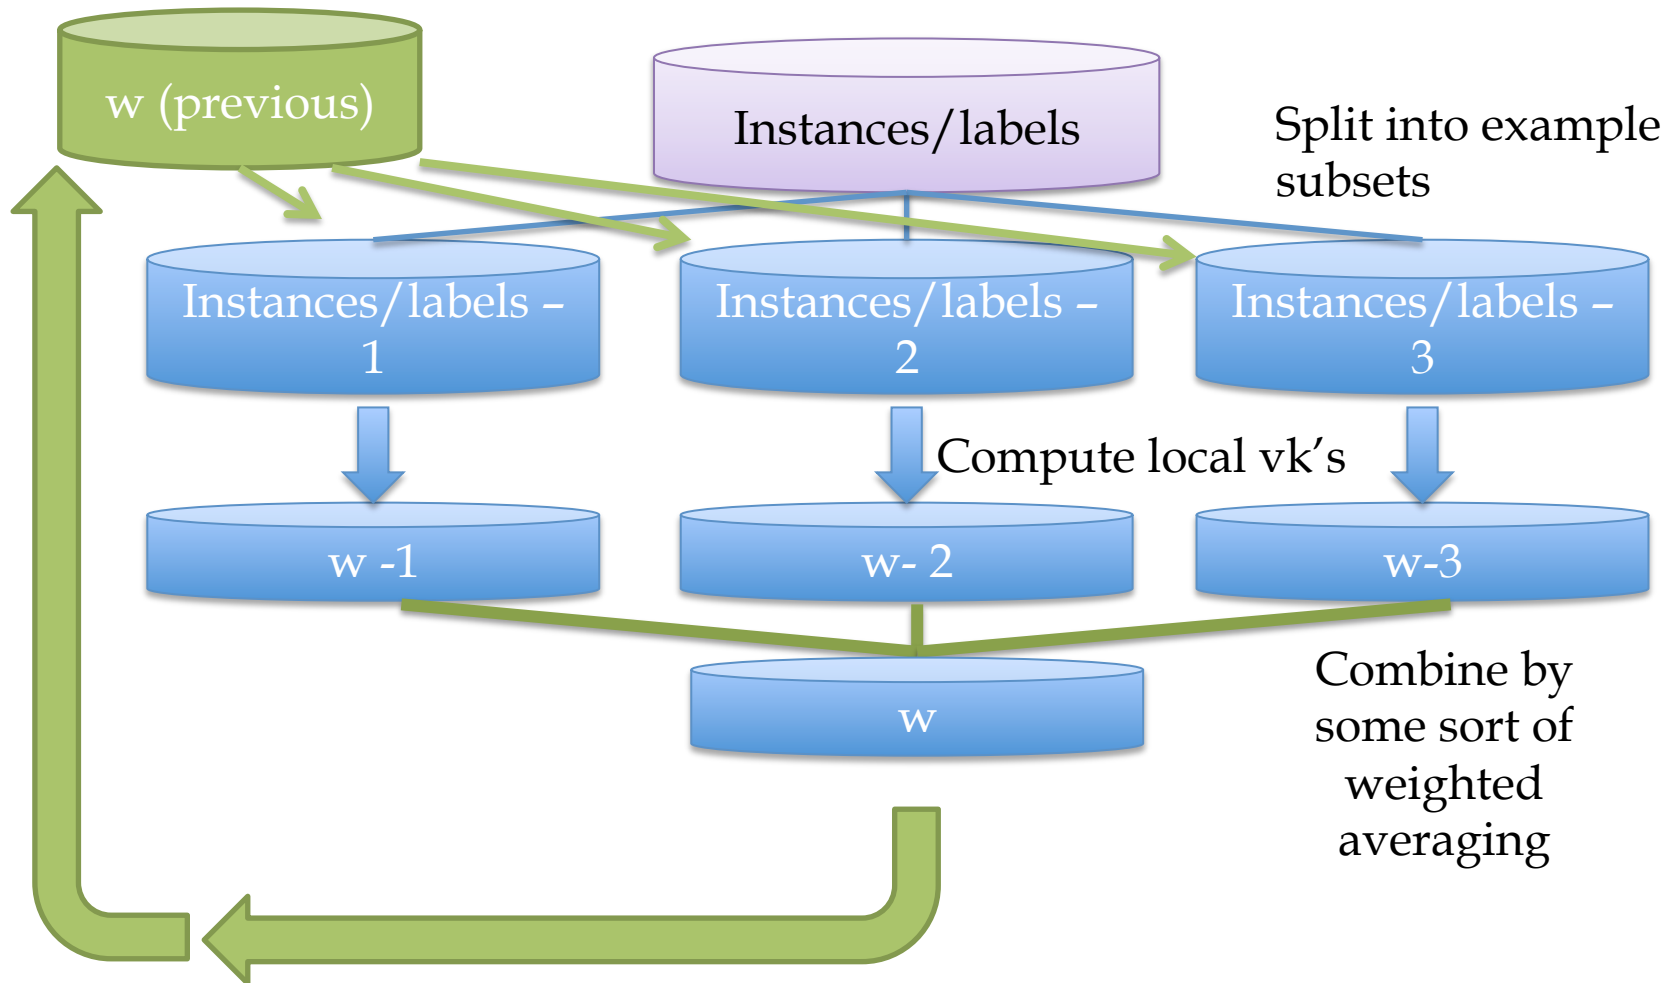 w (previous)
Instances/labels
Split into example
subsets
Instances/labels –
1
Instances/labels –
2
Instances/labels –
3
Compute local vk’s
w -1
w- 2
w-3
w
Combine by
some sort of
weighted
averaging